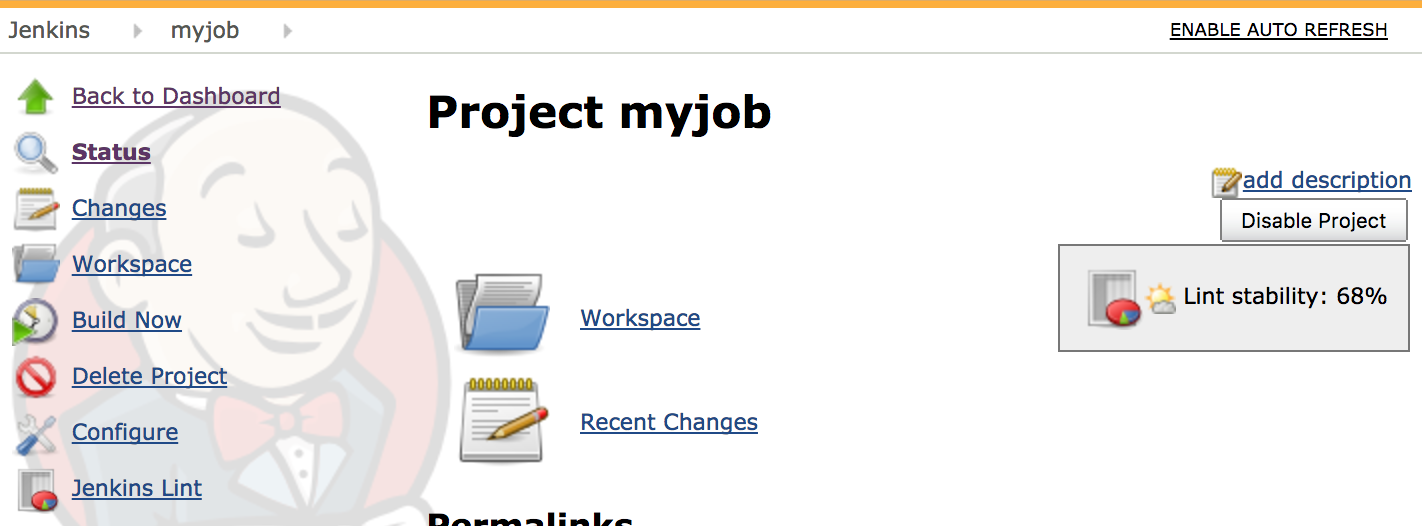 Jenkins myjob ENABLE AUTO REFRESH
Back to Dashboard
Status
Changes
Workspace
Build Now
Delete Project
Configure
Jenkins Lint
Project myjob
add description
Disable Project
Lint stability: 68%
Workspace
Recent Changes
Permalinks